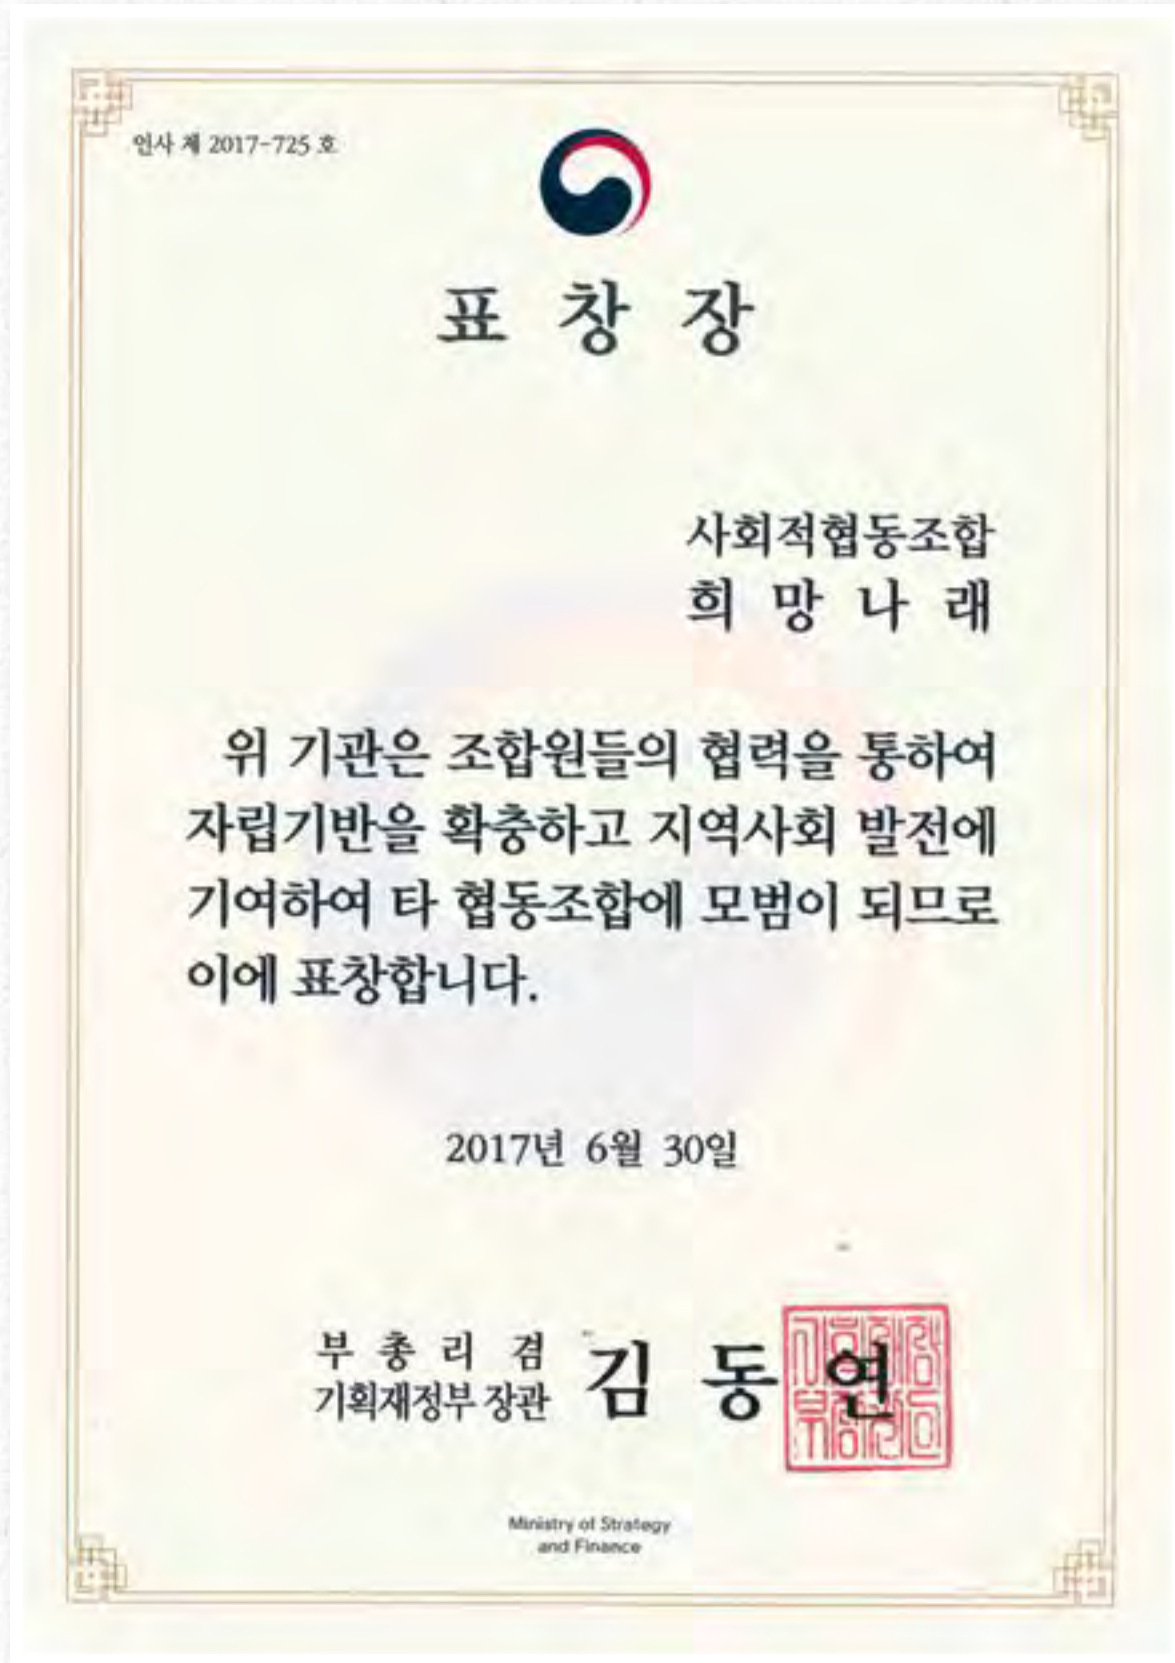 인사 제 2017-725 호
표 창 장
사회적협동조합
희 망 나 래
위 기관은 조합원들의 협력을 통하여
자립기반을 확충하고 지역사회 발전에
기여하여 타 협동조합에 모범이 되므로
이에 표창합니다.
2017년 6월 30일
부 총 리 겸
기획재정부 장관 김 동 연
Ministry of Strategy
and Finance